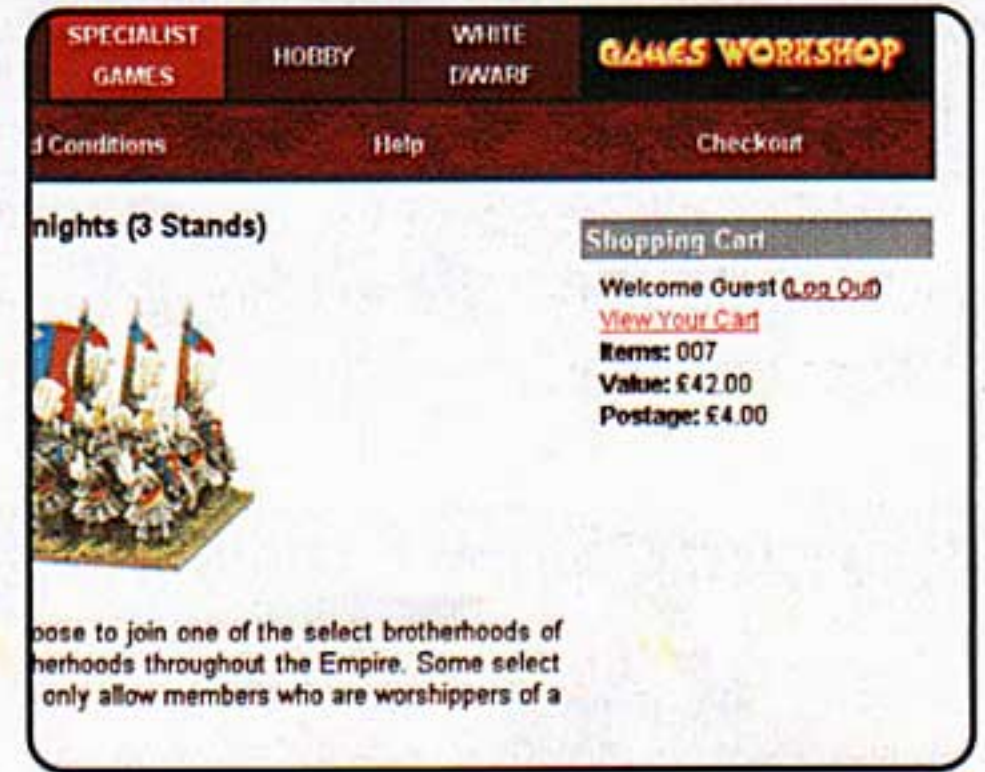 SPECIALIST GAMES
HOBBY
WHITE DWARF
GAMES WORKSHOP
d Conditions
Help
Checkout
nights (3 Stands)
Shopping Cart
Welcome Guest (Log Out)
View Your Cart
Items: 007
Value: £42.00
Postage: £4.00
oose to join one of the select brotherhoods of
herhoods throughout the Empire. Some select
only allow members who are worshippers of a